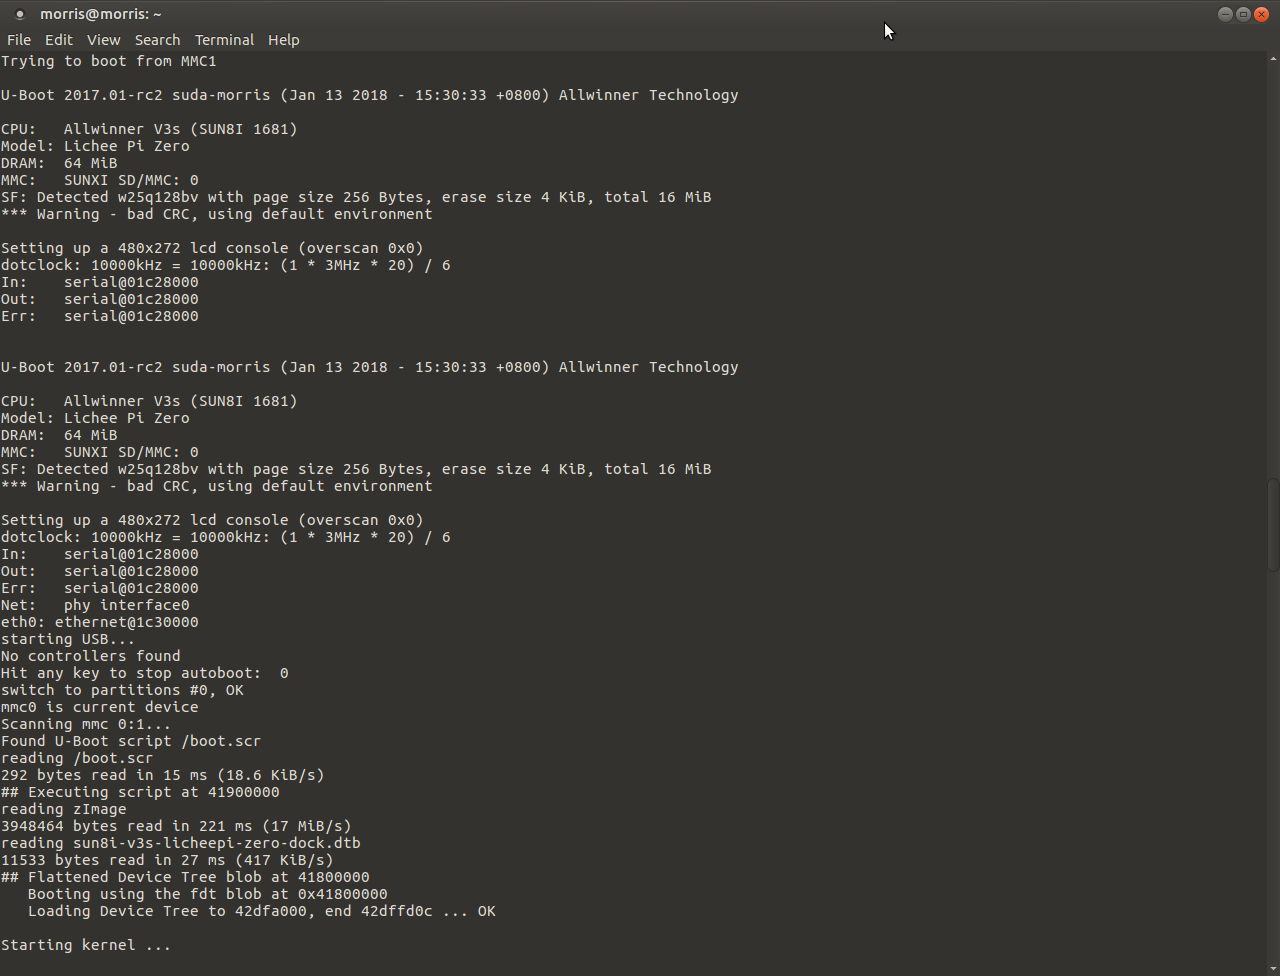 morris@morris: ~
File Edit View Search Terminal Help
Trying to boot from MMC1
U-Boot 2017.01-rc2 suda-morris (Jan 13 2018 - 15:30:33 +0800) Allwinner Technology
CPU:   Allwinner V3s (SUN8I 1681)
Model: Lichee Pi Zero
DRAM:  64 MiB
MMC:   SUNXI SD/MMC: 0
SF: Detected w25q128bv with page size 256 Bytes, erase size 4 KiB, total 16 MiB
*** Warning - bad CRC, using default environment
Setting up a 480x272 lcd console (overscan 0x0)
dotclock: 10000kHz = 10000kHz: (1 * 3MHz * 20) / 6
In:    serial@01c28000
Out:   serial@01c28000
Err:   serial@01c28000
U-Boot 2017.01-rc2 suda-morris (Jan 13 2018 - 15:30:33 +0800) Allwinner Technology
CPU:   Allwinner V3s (SUN8I 1681)
Model: Lichee Pi Zero
DRAM:  64 MiB
MMC:   SUNXI SD/MMC: 0
SF: Detected w25q128bv with page size 256 Bytes, erase size 4 KiB, total 16 MiB
*** Warning - bad CRC, using default environment
Setting up a 480x272 lcd console (overscan 0x0)
dotclock: 10000kHz = 10000kHz: (1 * 3MHz * 20) / 6
In:    serial@01c28000
Out:   serial@01c28000
Err:   serial@01c28000
Net:   phy interface0
eth0: ethernet@1c30000
starting USB...
No controllers found
Hit any key to stop autoboot:  0
switch to partitions #0, OK
mmc0 is current device
Scanning mmc 0:1...
Found U-Boot script /boot.scr
reading /boot.scr
292 bytes read in 15 ms (18.6 KiB/s)
## Executing script at 41900000
reading zImage
3948464 bytes read in 221 ms (17 MiB/s)
reading sun8i-v3s-licheepi-zero-dock.dtb
11533 bytes read in 27 ms (417 KiB/s)
## Flattened Device Tree blob at 41800000
   Booting using the fdt blob at 0x41800000
   Loading Device Tree to 42dfa000, end 42dffd0c ... OK
Starting kernel ...